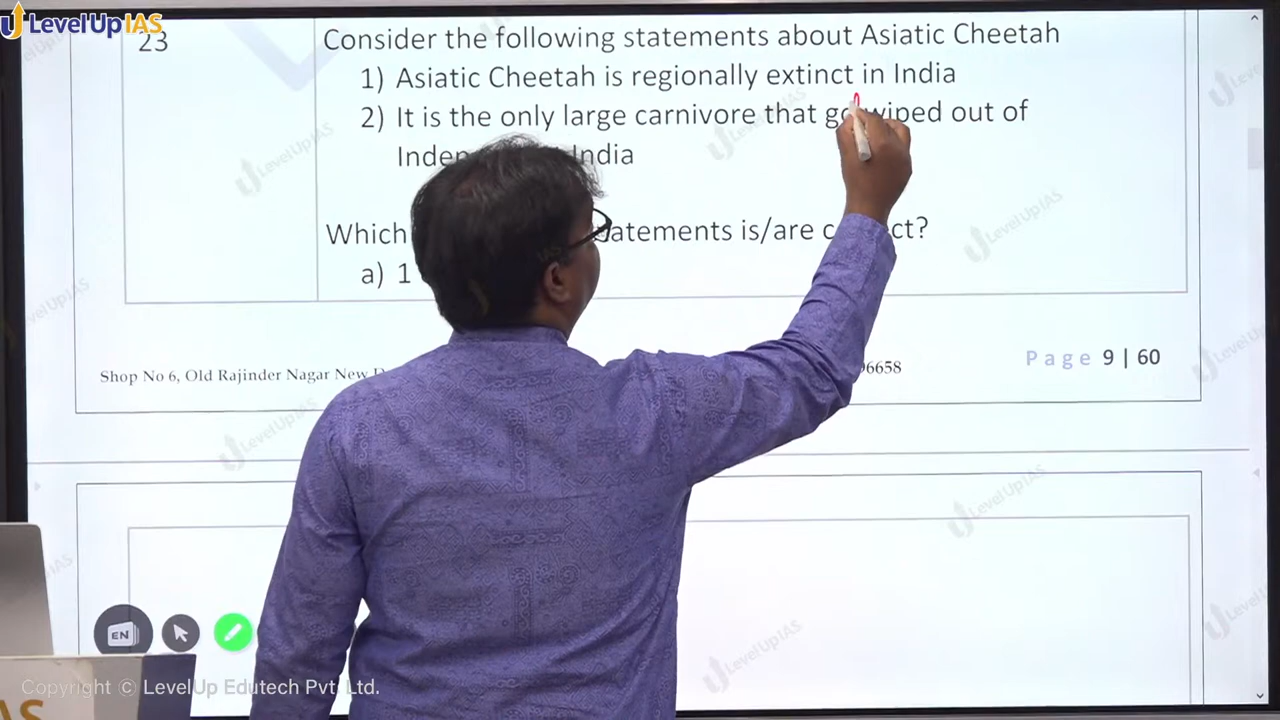 LevelUp IAS
23
Consider the following statements about Asiatic Cheetah
1) Asiatic Cheetah is regionally extinct in India
2) It is the only large carnivore that wiped out of
India
Which is/are
a) 1
Shop No 6, Old Rajinder Nagar New
6658
Page 9 | 60
EN
Copyright © LevelUp Edutech Pvt. Ltd.